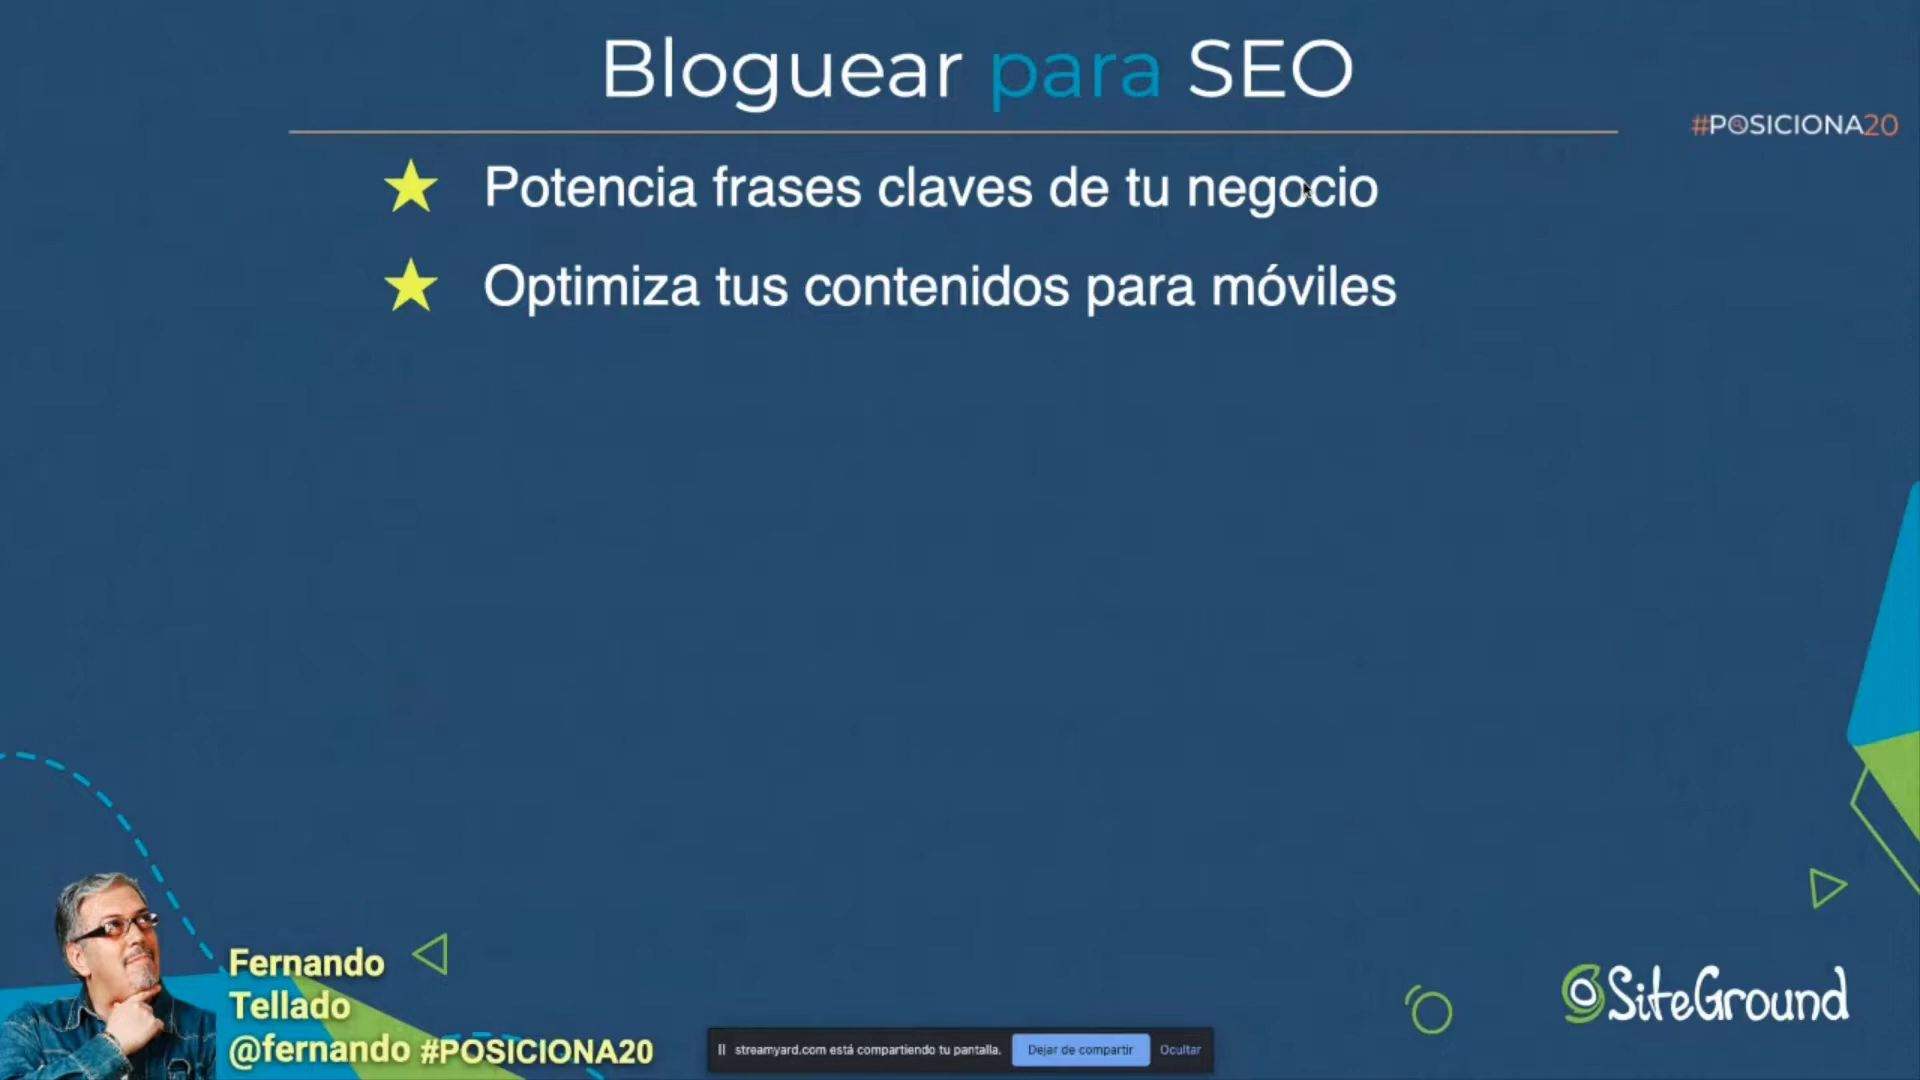 Bloguear para SEO
#POSICIONA20
Potencia frases claves de tu negocio
Optimiza tus contenidos para móviles
Fernando
Tellado
@fernando #POSICIONA20
streamyard.com está compartiendo tu pantalla. Dejar de compartir Ocultar
SiteGround